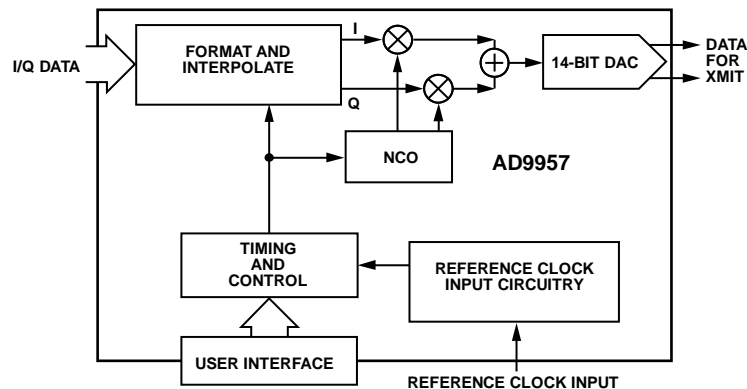 I/Q DATA
FORMAT AND
INTERPOLATE
I
Q
NCO
14-BIT DAC
DATA
FOR
XMIT
AD9957
TIMING
AND
CONTROL
REFERENCE CLOCK
INPUT CIRCUITRY
USER INTERFACE
REFERENCE CLOCK INPUT